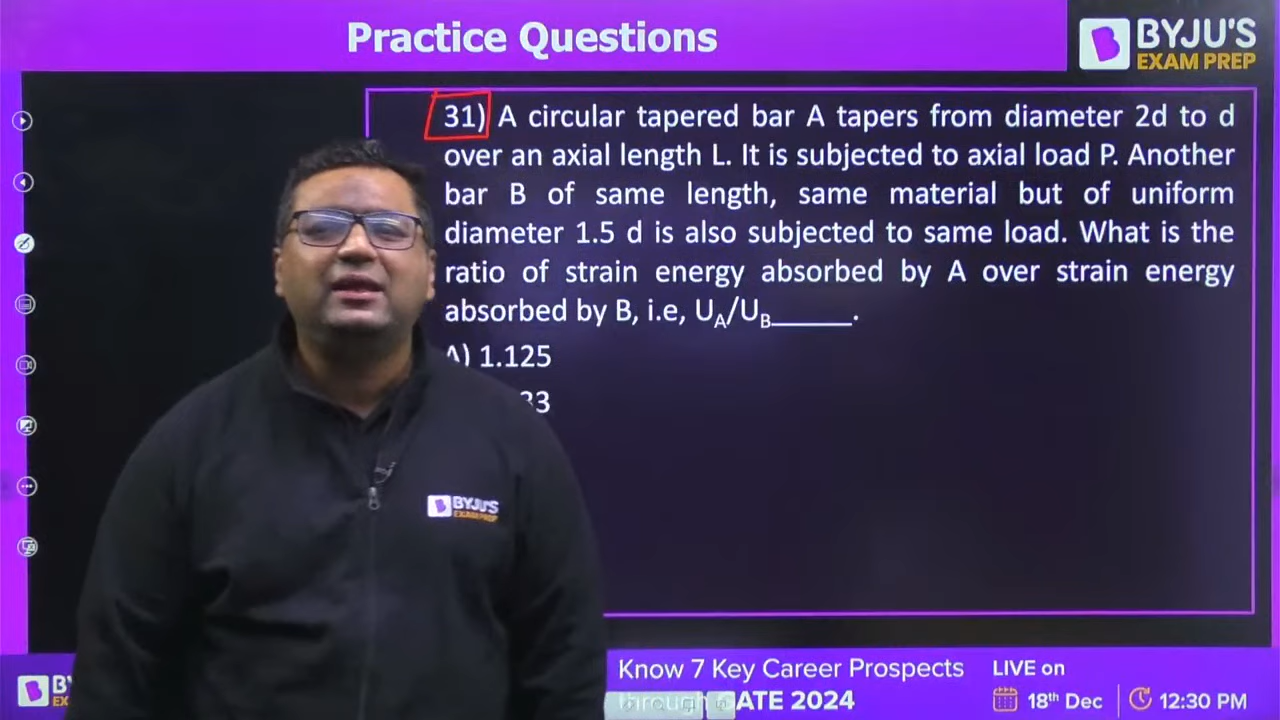 Practice Questions
BYJU'S
EXAM PREP
31) A circular tapered bar A tapers from diameter 2d to d
over an axial length L. It is subjected to axial load P. Another
bar B of same length, same material but of uniform
diameter 1.5 d is also subjected to same load. What is the
ratio of strain energy absorbed by A over strain energy
absorbed by B, i.e, UA/UB_____.
A) 1.125
33
BYJU'S
EXAM PREP
Know 7 Key Career Prospects
through GATE 2024
LIVE on
18th Dec
12:30 PM